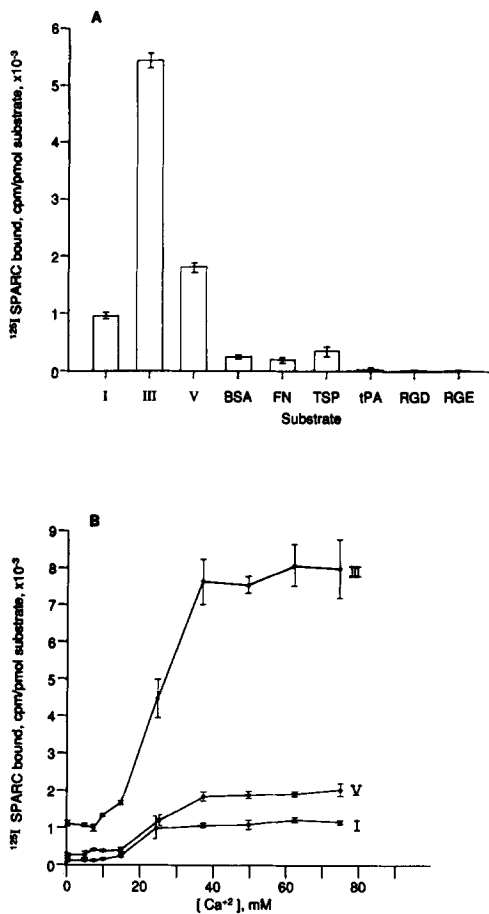 A
¹²⁵I SPARC bound, cpm/pmol substrate, x10⁻³
6
5
4
3
2
1
0
I III V BSA FN TSP tPA RGD RGE
Substrate
B
¹²⁵I SPARC bound, cpm/pmol substrate, x10⁻³
9
8
7
6
5
4
3
2
1
0
III
V
I
0 20 40 60 80
[Ca⁺²], mM